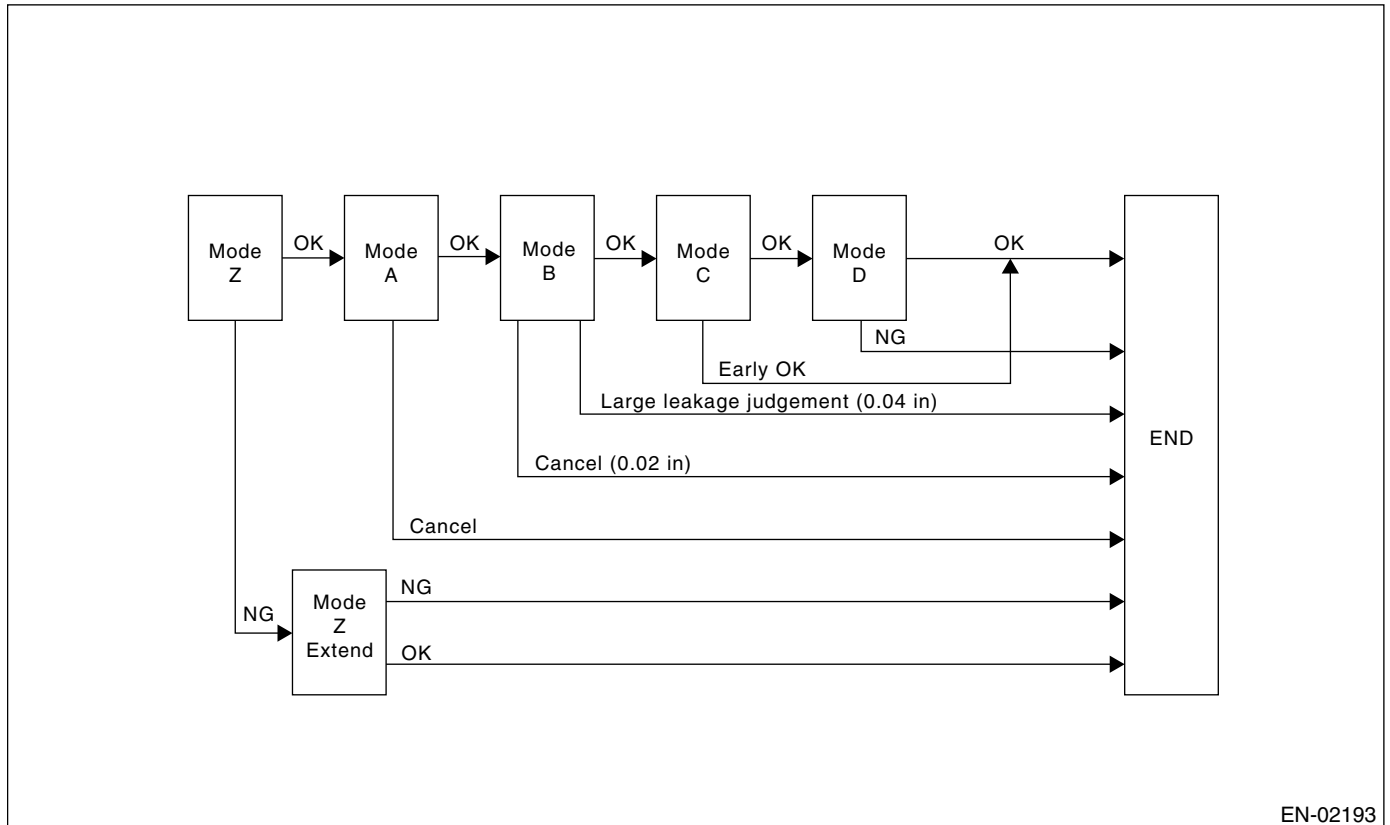 Mode
Z
OK
Mode
A
OK
Mode
B
OK
Mode
C
OK
Mode
D
OK
NG
Early OK
Large leakage judgement (0.04 in)
Cancel (0.02 in)
Cancel
END
NG
Mode
Z
Extend
NG
OK
EN-02193